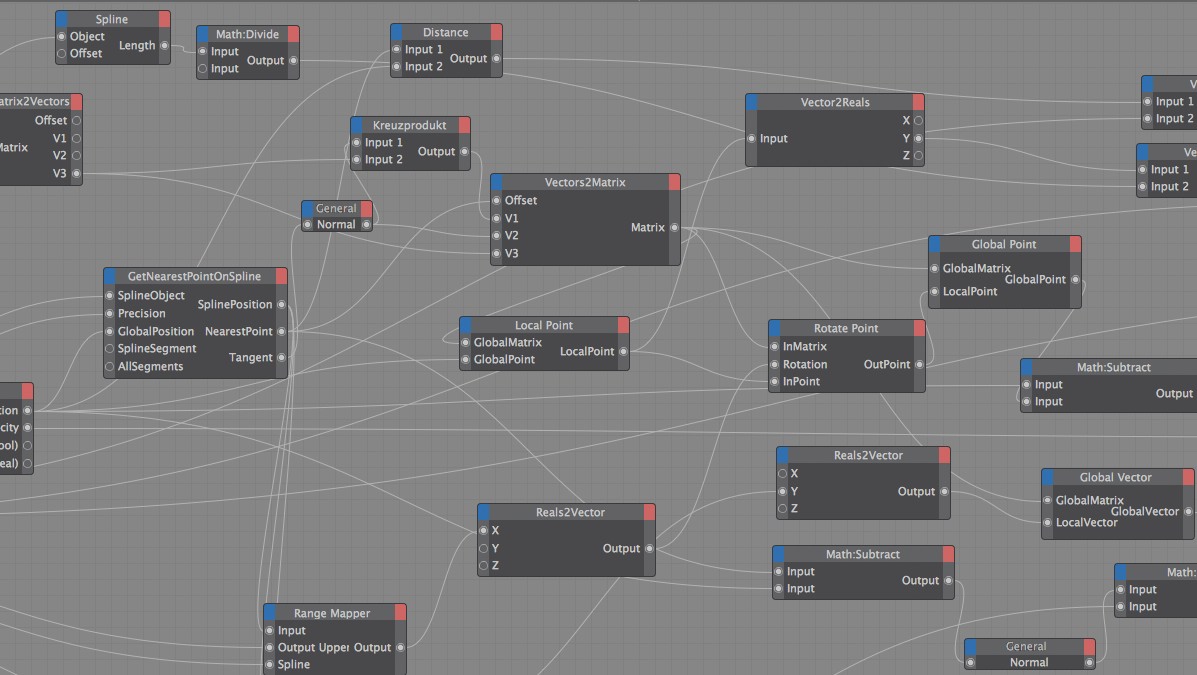 Spline
Object
Length
Offset
Math:Divide
Input
Output
Input
Distance
Input 1
Output
Input 2
atrix2Vectors
Offset
V1
atrix
V2
V3
Kreuzprodukt
Input 1
Output
Input 2
Vector2Reals
X
Input
Y
Z
V
Input 1
Input 2
Ve
Input 1
Input 2
General
Normal
Vectors2Matrix
Offset
V1
Matrix
V2
V3
Global Point
GlobalMatrix
GlobalPoint
LocalPoint
GetNearestPointOnSpline
SplineObject
SplinePosition
Precision
GlobalPosition
NearestPoint
SplineSegment
Tangent
AllSegments
Local Point
GlobalMatrix
LocalPoint
GlobalPoint
Rotate Point
InMatrix
Rotation
OutPoint
InPoint
Math:Subtract
Input
Output
Input
tion
city
ool)
eal)
Reals2Vector
X
Y
Output
Z
Global Vector
GlobalMatrix
GlobalVector
LocalVector
Reals2Vector
X
Y
Output
Z
Math:Subtract
Input
Output
Input
Math:
Input
Input
Range Mapper
Input
Output Upper
Output
Spline
General
Normal